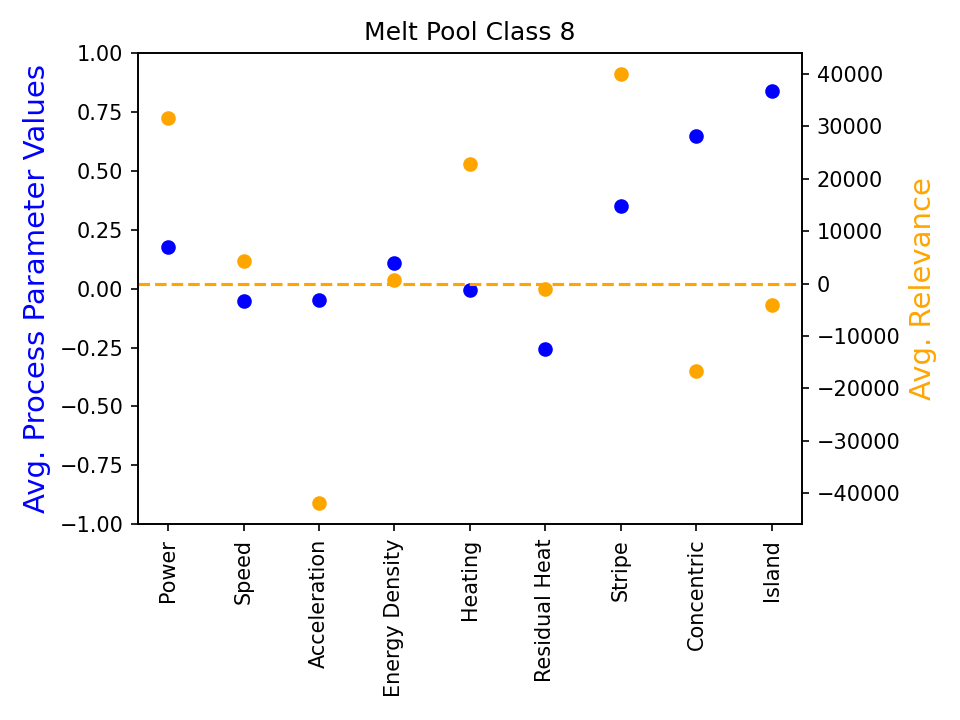 Melt Pool Class 8
Avg. Process Parameter Values
1.00
0.75
0.50
0.25
0.00
−0.25
−0.50
−0.75
−1.00
40000
30000
20000
10000
0
−10000
−20000
−30000
−40000
Avg. Relevance
Power
Speed
Acceleration
Energy Density
Heating
Residual Heat
Stripe
Concentric
Island